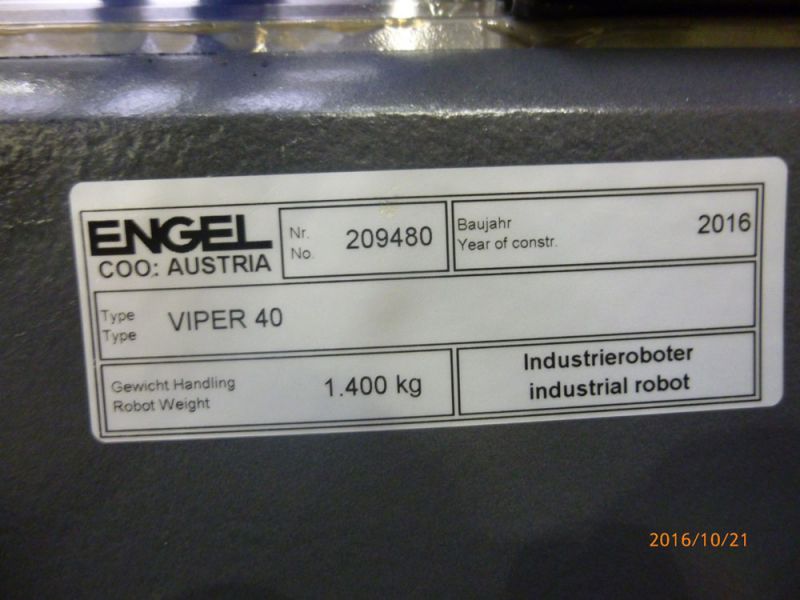 ENGEL
COO: AUSTRIA
Nr.
No.
209480
Baujahr
Year of constr.
2016
Type
Type
VIPER 40
Gewicht Handling
Robot Weight
1.400 kg
Industrieroboter
industrial robot
2016/10/21